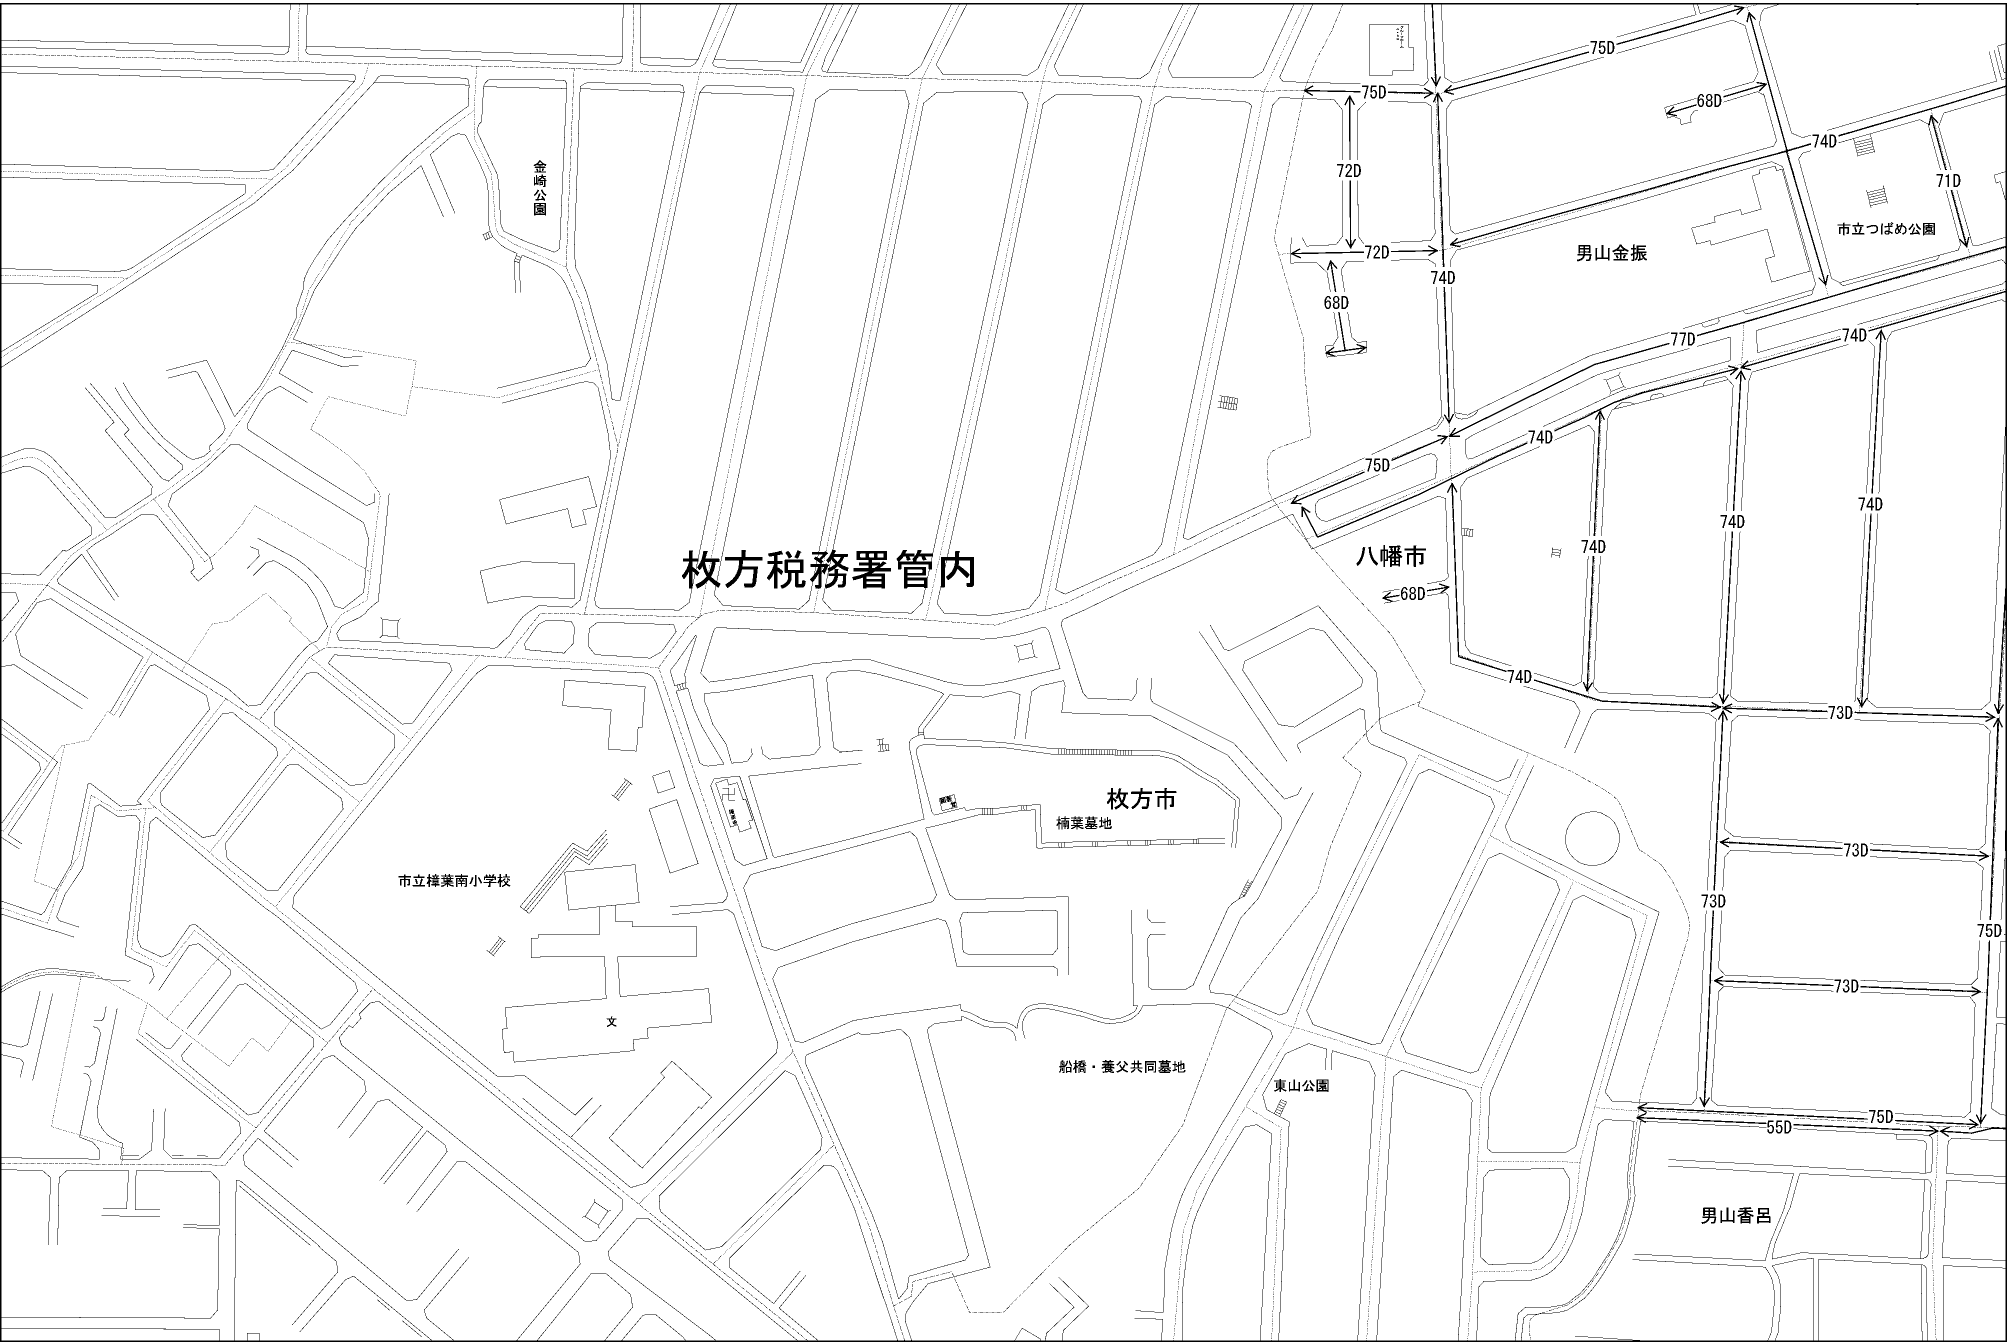 75D
75D
68D
74D
72D
71D
金崎公園
市立つばめ公園
男山金振
72D
74D
68D
77D
74D
74D
75D
74D
74D
74D
八幡市
枚方税務署管内
68D
74D
73D
枚方市
楠葉墓地
73D
市立樟葉南小学校
73D
75D
73D
文
船橋・養父共同墓地
東山公園
75D
55D
男山香呂